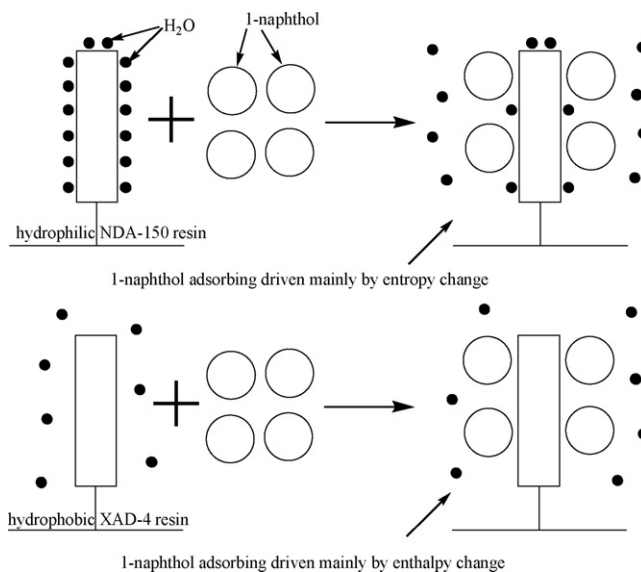 H₂O
1-naphthol
hydrophilic NDA-150 resin
1-naphthol adsorbing driven mainly by entropy change
hydrophobic XAD-4 resin
1-naphthol adsorbing driven mainly by enthalpy change